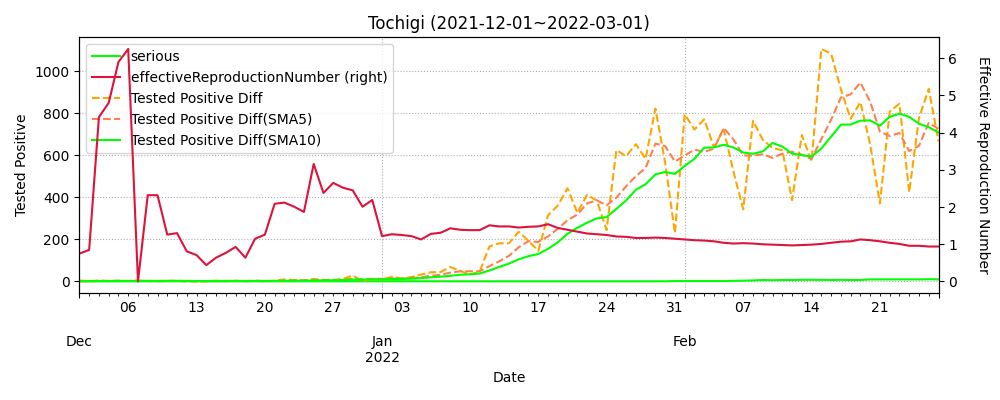 Tochigi (2021-12-01~2022-03-01)
serious
effectiveReproductionNumber (right)
Tested Positive Diff
Tested Positive Diff(SMA5)
Tested Positive Diff(SMA10)
Tested Positive
1000
800
600
400
200
0
6
5
4
3
2
1
0
Effective Reproduction Number
06 13 20 27 03 10 17 24 31 07 14 21
Dec Jan Feb
2022
Date